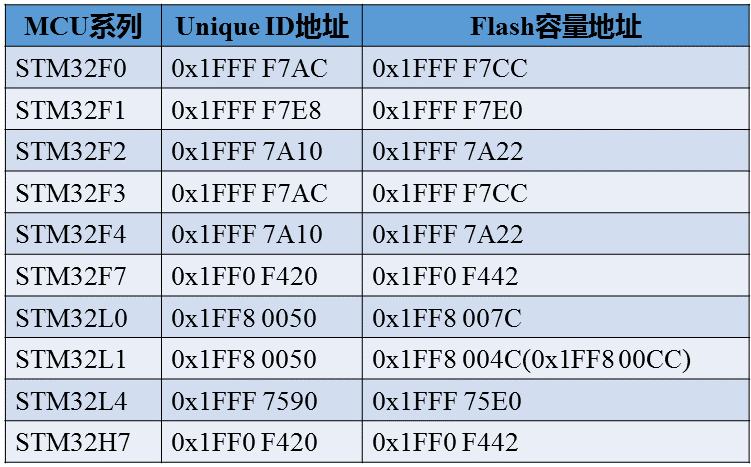 MCU系列 Unique ID地址 Flash容量地址
STM32F0 0x1FFF F7AC 0x1FFF F7CC
STM32F1 0x1FFF F7E8 0x1FFF F7E0
STM32F2 0x1FFF 7A10 0x1FFF 7A22
STM32F3 0x1FFF F7AC 0x1FFF F7CC
STM32F4 0x1FFF 7A10 0x1FFF 7A22
STM32F7 0x1FF0 F420 0x1FF0 F442
STM32L0 0x1FF8 0050 0x1FF8 007C
STM32L1 0x1FF8 0050 0x1FF8 004C(0x1FF8 00CC)
STM32L4 0x1FFF 7590 0x1FFF 75E0
STM32H7 0x1FF0 F420 0x1FF0 F442